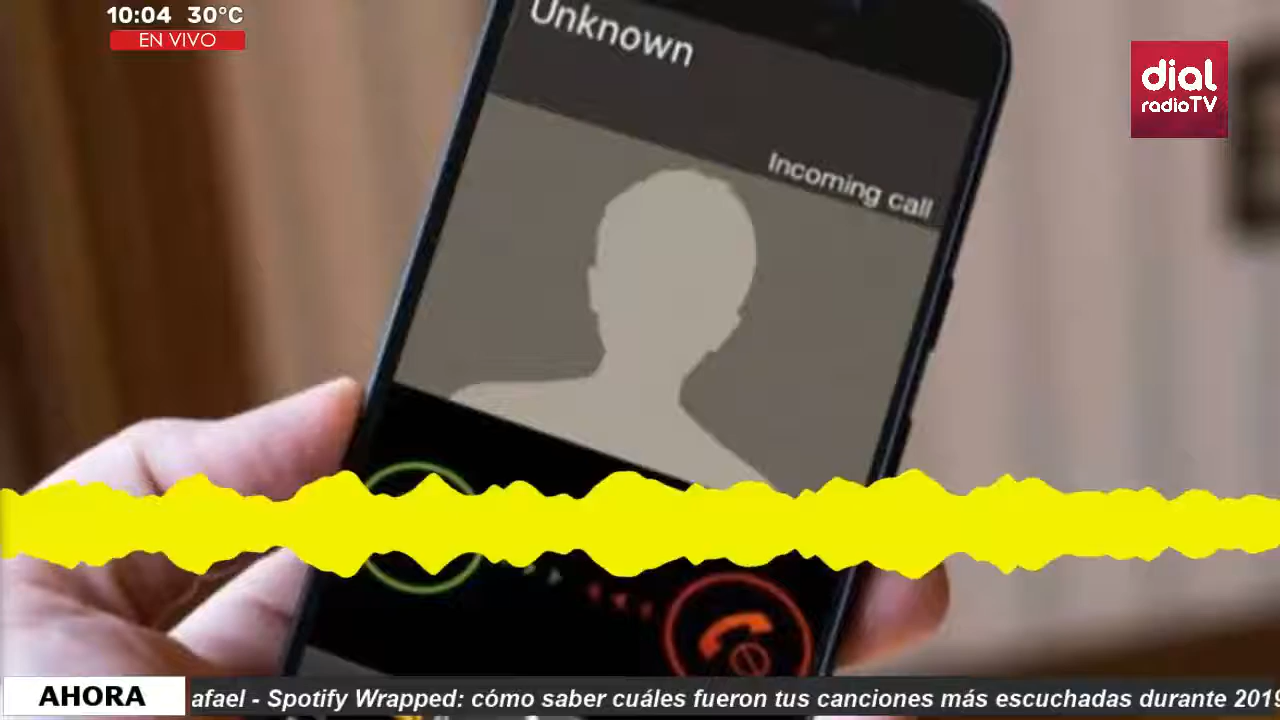 10:04 30°C
EN VIVO
dial
radioTV
Unknown
Incoming call
AHORA
afael - Spotify Wrapped: cómo saber cuáles fueron tus canciones más escuchadas durante 2019